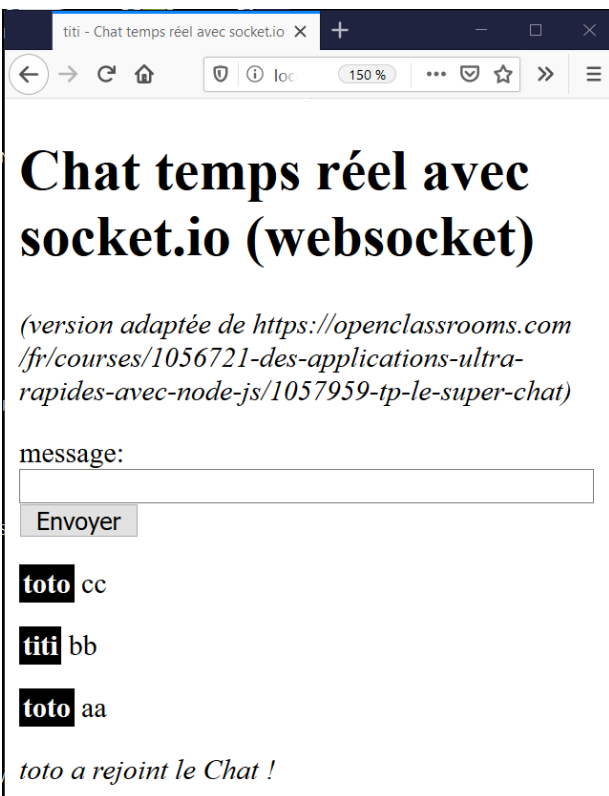 titi - Chat temps réel avec socket.io
loc
150 %
Chat temps réel avec
socket.io (websocket)
(version adaptée de https://openclassrooms.com
/fr/courses/1056721-des-applications-ultra-
rapides-avec-node-js/1057959-tp-le-super-chat)
message:
Envoyer
toto cc
titi bb
toto aa
toto a rejoint le Chat !